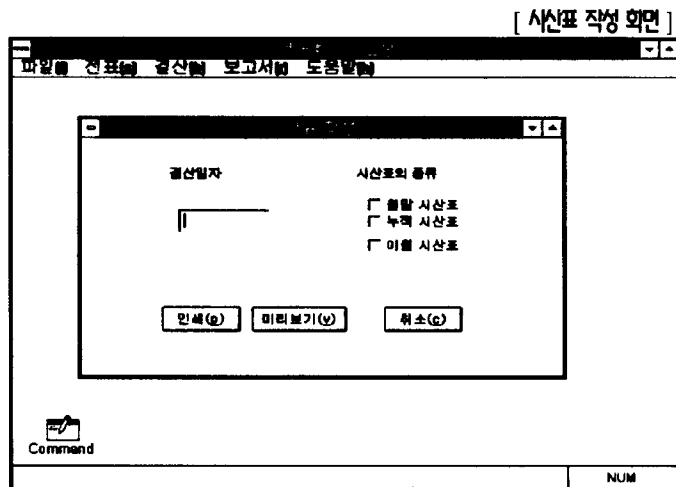 [ 시산표 작성 화면 ]
파일 전표 결산 보고서 도움말
결산일자 시산표의 종류
월말 시산표
누적 시산표
이월 시산표
인쇄(p) 미리보기(v) 취소(c)
Command
NUM